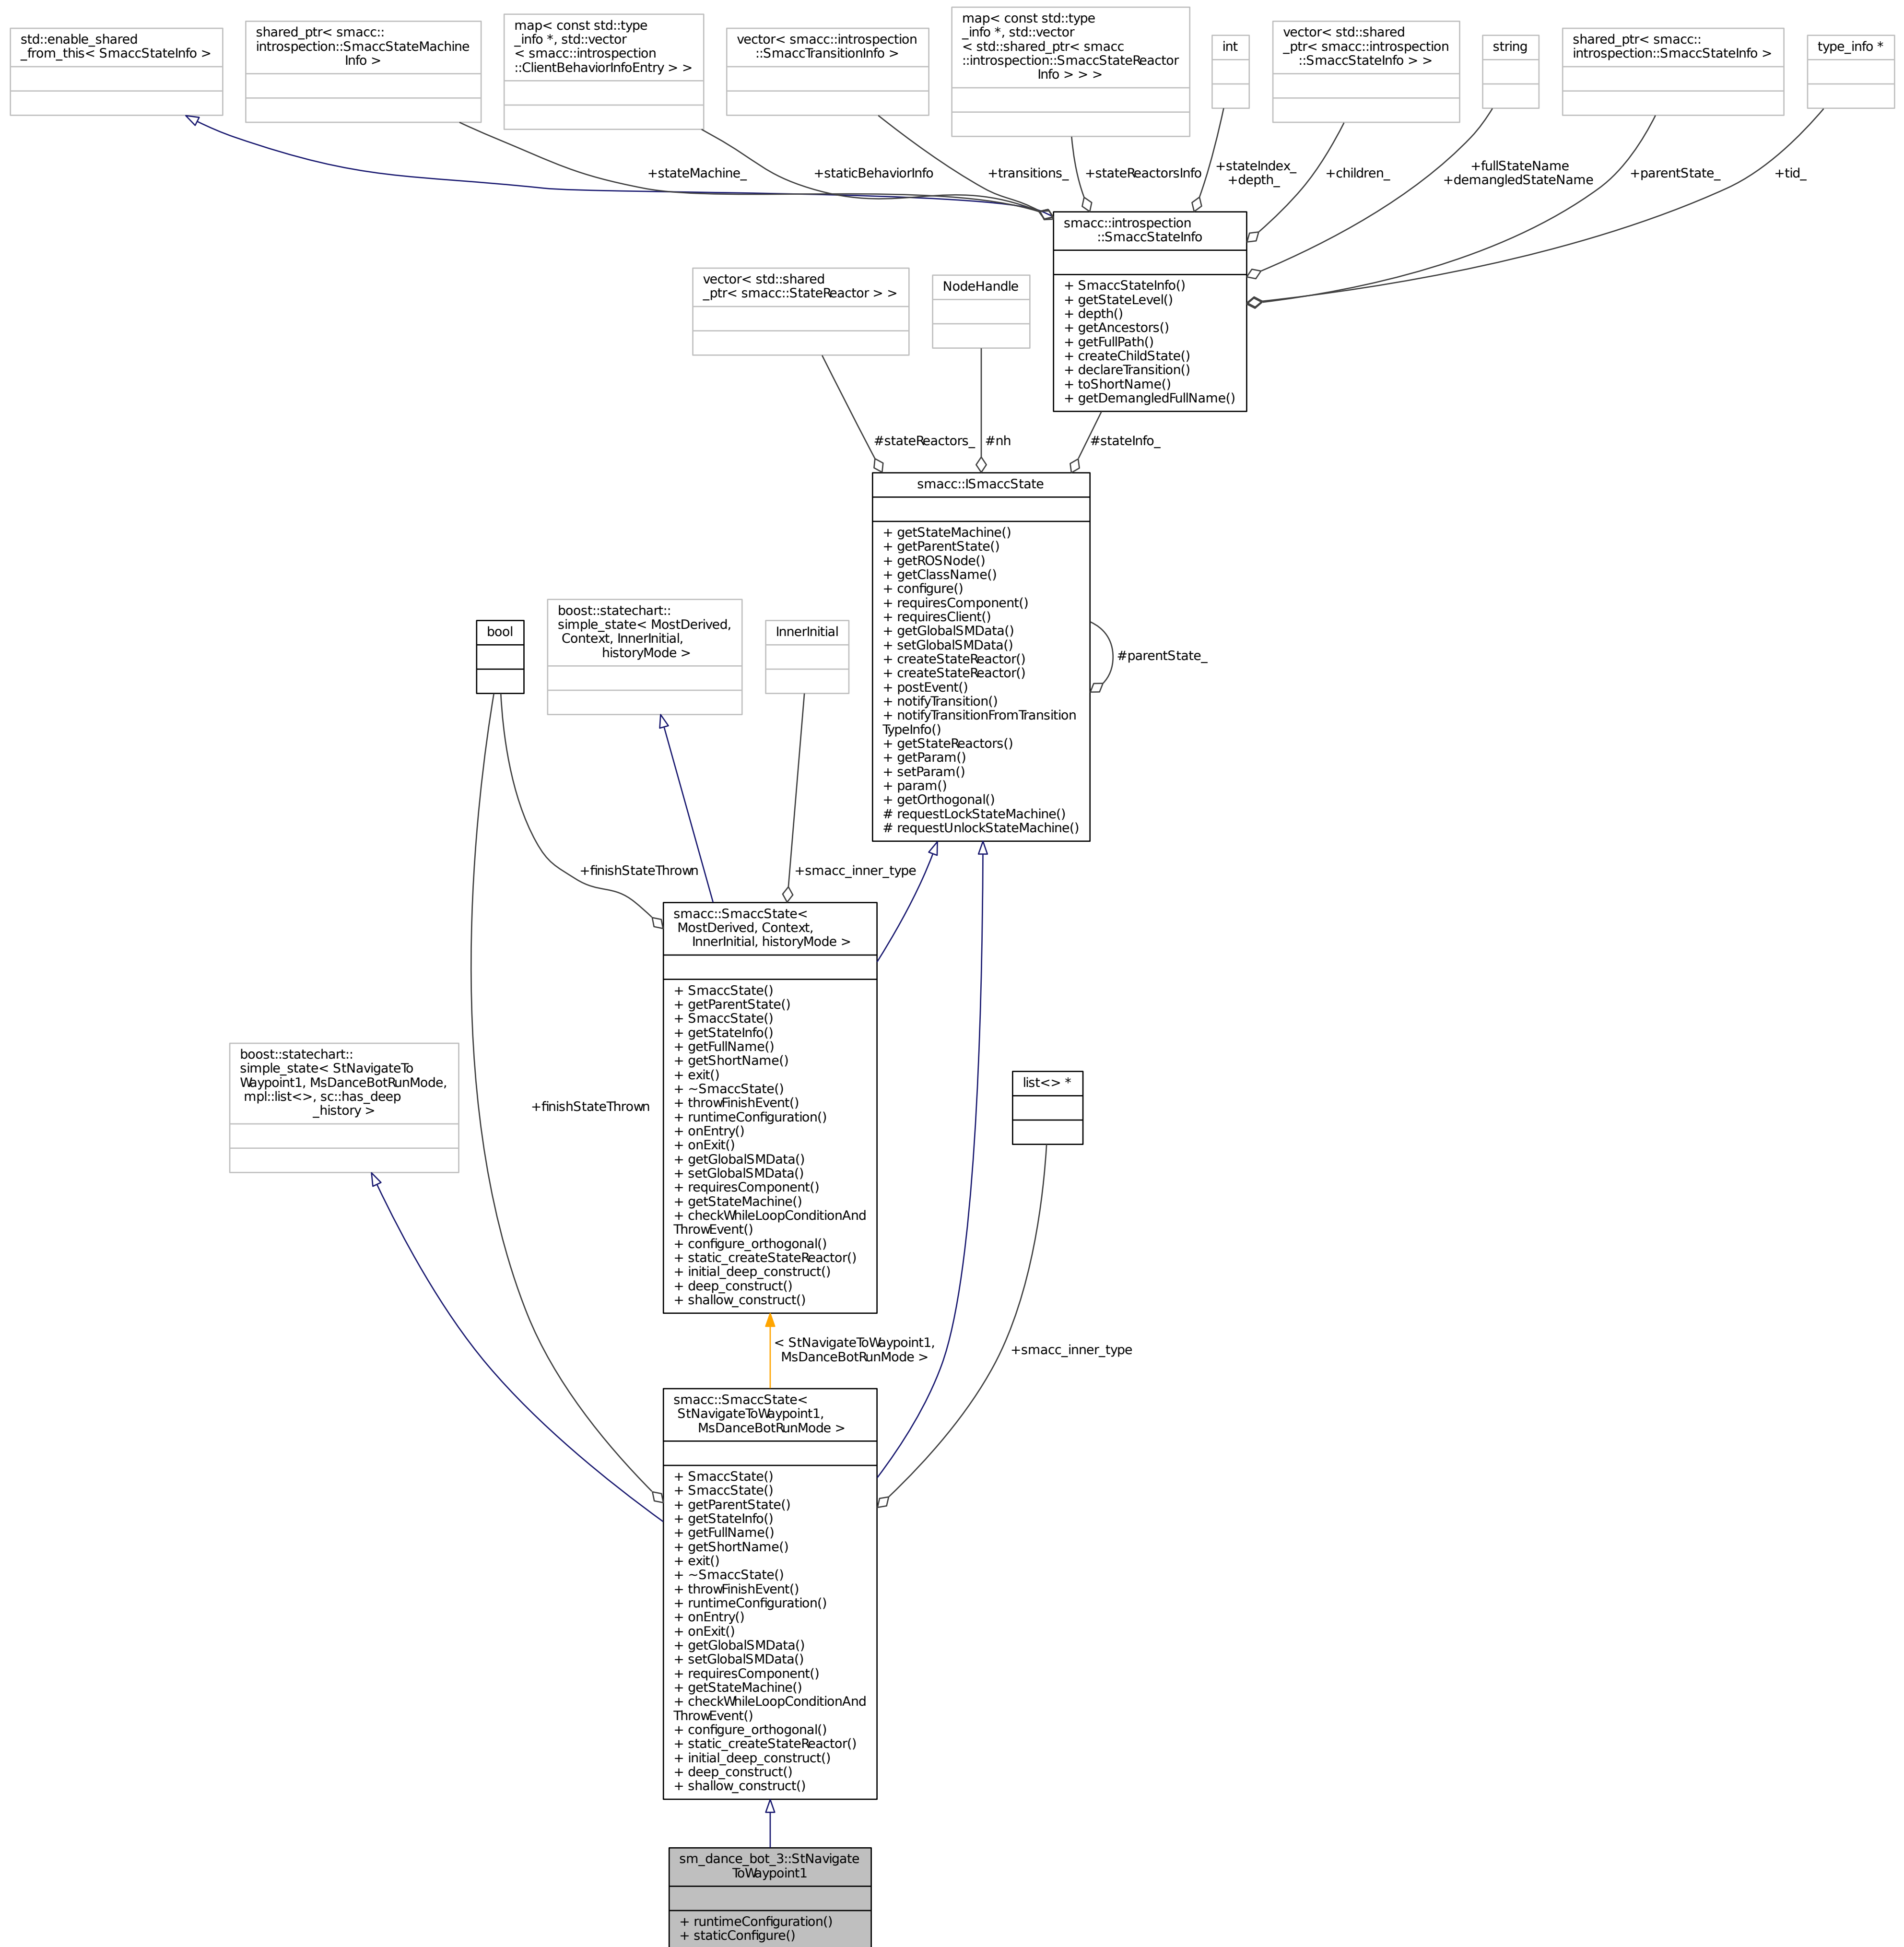 std::enable_shared
_from_this< SmaccStateInfo >
shared_ptr< smacc::
introspection::SmaccStateMachine
Info >
map< const std::type
_info *, std::vector
< smacc::introspection
::ClientBehaviorInfoEntry > >
vector< smacc::introspection
::SmaccTransitionInfo >
map< const std::type
_info *, std::vector
< std::shared_ptr< smacc
::introspection::SmaccStateReactor
Info > > >
int
vector< std::shared
_ptr< smacc::introspection
::SmaccStateInfo > >
string
shared_ptr< smacc::
introspection::SmaccStateInfo >
type_info *
+stateMachine_
+staticBehaviorInfo
+transitions_
+stateReactorsInfo
+stateIndex_
+depth_
+children_
+fullStateName
+demangledStateName
+parentState_
+tid_
smacc::introspection
::SmaccStateInfo
+ SmaccStateInfo()
+ getStateLevel()
+ depth()
+ getAncestors()
+ getFullPath()
+ createChildState()
+ declareTransition()
+ toShortName()
+ getDemangledFullName()
vector< std::shared
_ptr< smacc::StateReactor > >
NodeHandle
#stateReactors_
#nh
#stateInfo_
smacc::ISmaccState
+ getStateMachine()
+ getParentState()
+ getROSNode()
+ getClassName()
+ configure()
+ requiresComponent()
+ requiresClient()
+ getGlobalSMData()
+ setGlobalSMData()
+ createStateReactor()
+ createStateReactor()
+ postEvent()
+ notifyTransition()
+ notifyTransitionFromTransition
TypeInfo()
+ getStateReactors()
+ getParam()
+ setParam()
+ param()
+ getOrthogonal()
# requestLockStateMachine()
# requestUnlockStateMachine()
#parentState_
bool
boost::statechart::
simple_state< MostDerived,
Context, InnerInitial,
historyMode >
InnerInitial
+finishStateThrown
+smacc_inner_type
smacc::SmaccState<
MostDerived, Context,
InnerInitial, historyMode >
+ SmaccState()
+ getParentState()
+ SmaccState()
+ getStateInfo()
+ getFullName()
+ getShortName()
+ exit()
+ ~SmaccState()
+ throwFinishEvent()
+ runtimeConfiguration()
+ onEntry()
+ onExit()
+ getGlobalSMData()
+ setGlobalSMData()
+ requiresComponent()
+ getStateMachine()
+ checkWhileLoopConditionAnd
ThrowEvent()
+ configure_orthogonal()
+ static_createStateReactor()
+ initial_deep_construct()
+ deep_construct()
+ shallow_construct()
boost::statechart::
simple_state< StNavigateTo
Waypoint1, MsDanceBotRunMode,
mpl::list<>, sc::has_deep
_history >
+finishStateThrown
list<> *
< StNavigateToWaypoint1,
MsDanceBotRunMode >
+smacc_inner_type
smacc::SmaccState<
StNavigateToWaypoint1,
MsDanceBotRunMode >
+ SmaccState()
+ SmaccState()
+ getParentState()
+ getStateInfo()
+ getFullName()
+ getShortName()
+ exit()
+ ~SmaccState()
+ throwFinishEvent()
+ runtimeConfiguration()
+ onEntry()
+ onExit()
+ getGlobalSMData()
+ setGlobalSMData()
+ requiresComponent()
+ getStateMachine()
+ checkWhileLoopConditionAnd
ThrowEvent()
+ configure_orthogonal()
+ static_createStateReactor()
+ initial_deep_construct()
+ deep_construct()
+ shallow_construct()
sm_dance_bot_3::StNavigate
ToWaypoint1
+ runtimeConfiguration()
+ staticConfigure()